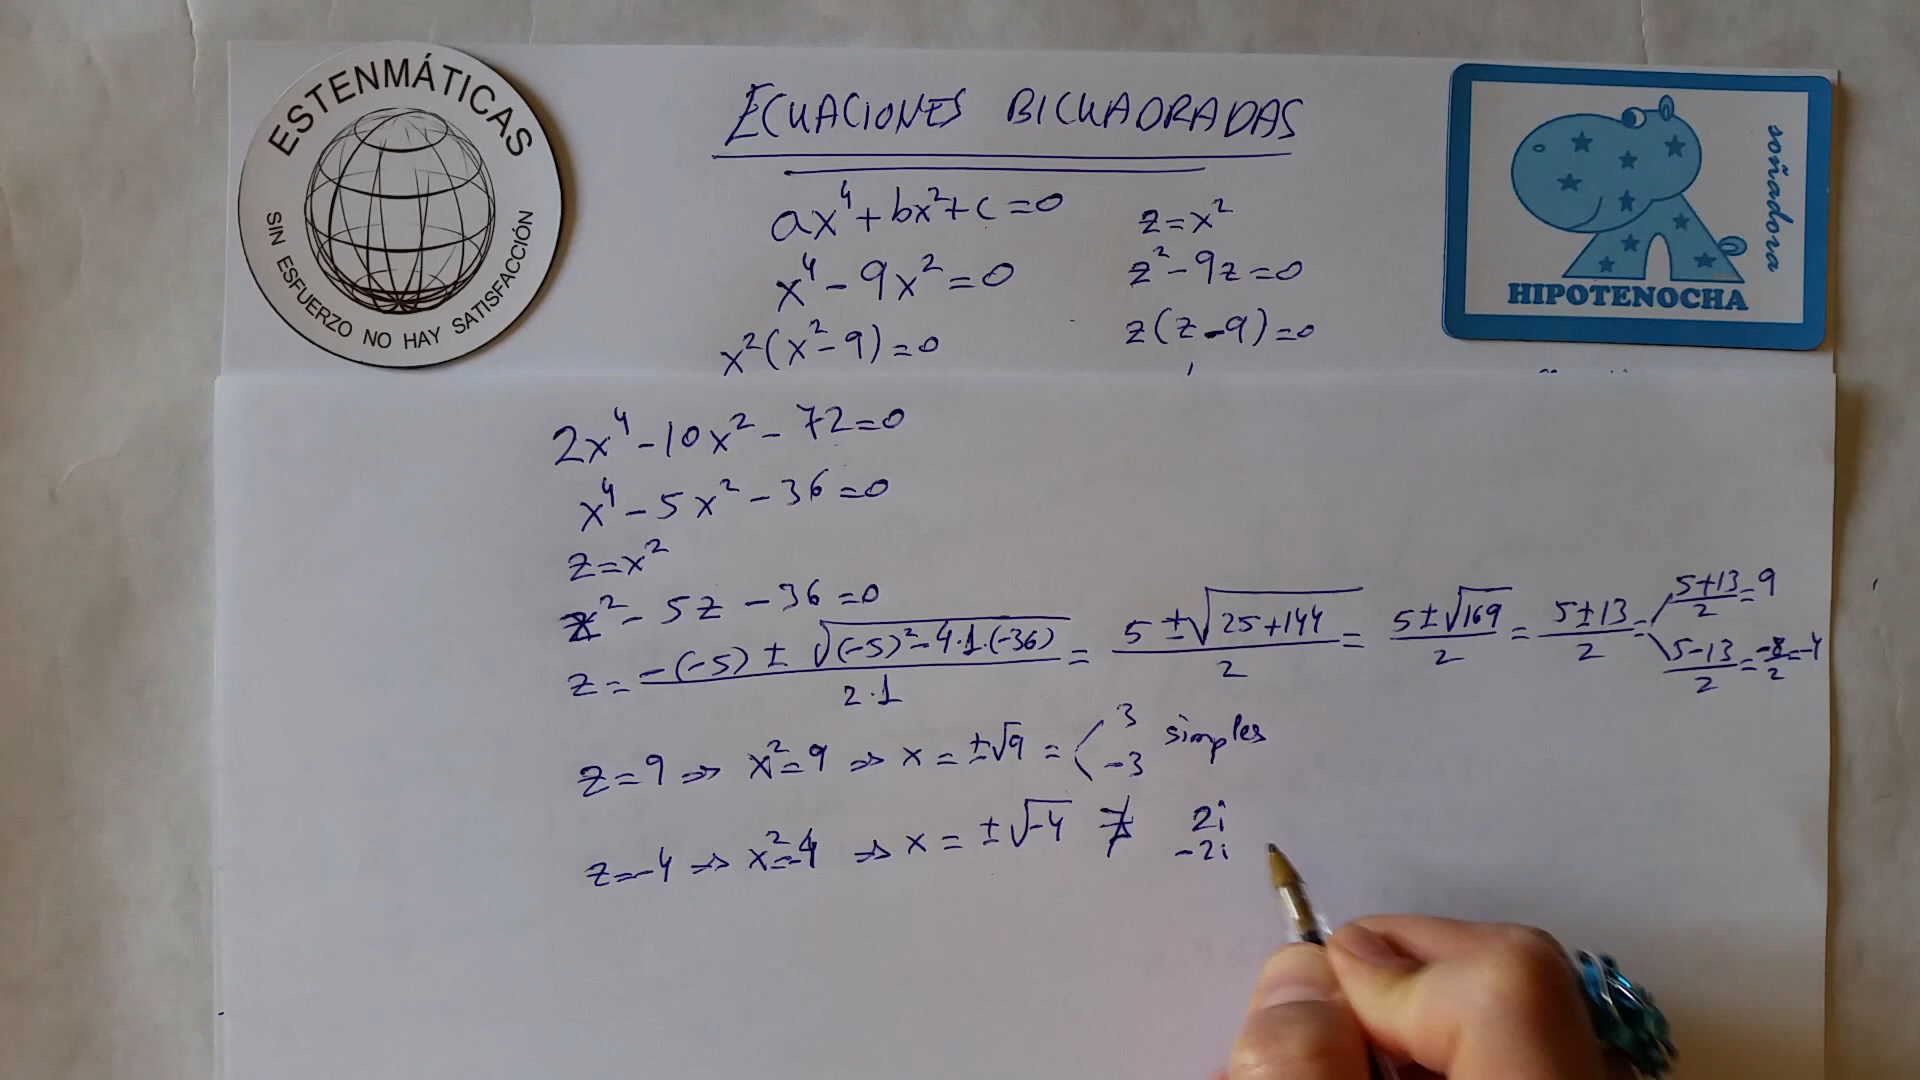 ESTENMÁTICAS
SIN ESFUERZO NO HAY SATISFACCIÓN
ECUACIONES BICUADRADAS
soñadora
HIPOTENOCHA
ax⁴+bx²+c=0
z=x²
x⁴-9x²=0
z²-9z=0
x²(x²-9)=0
z(z-9)=0
2x⁴-10x²-72=0
x⁴-5x²-36=0
z=x²
z²-5z-36=0
z=(-(-5)±√((-5)²-4·1·(-36)))/(2·1)=(5±√(25+144))/2=(5±√169)/2=(5±13)/2=
(5+13)/2=9
(5-13)/2=-8/2=-4
z=9⇒x²=9⇒x=±√9=
3
-3
simples
z=-4⇒x²=-4⇒x=±√-4 ∄
2i
-2i